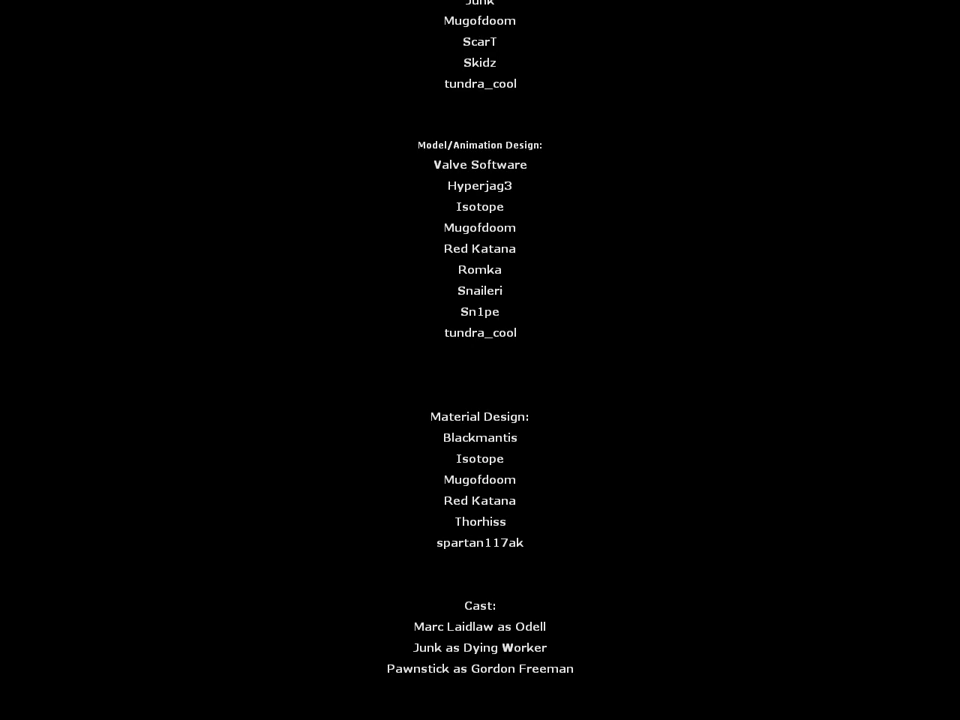 Junk
Mugofdoom
ScarT
Skidz
tundra_cool
Model/Animation Design:
Valve Software
Hyperjag3
Isotope
Mugofdoom
Red Katana
Romka
Snaileri
Sn1pe
tundra_cool
Material Design:
Blackmantis
Isotope
Mugofdoom
Red Katana
Thorhiss
spartan117ak
Cast:
Marc Laidlaw as Odell
Junk as Dying Worker
Pawnstick as Gordon Freeman